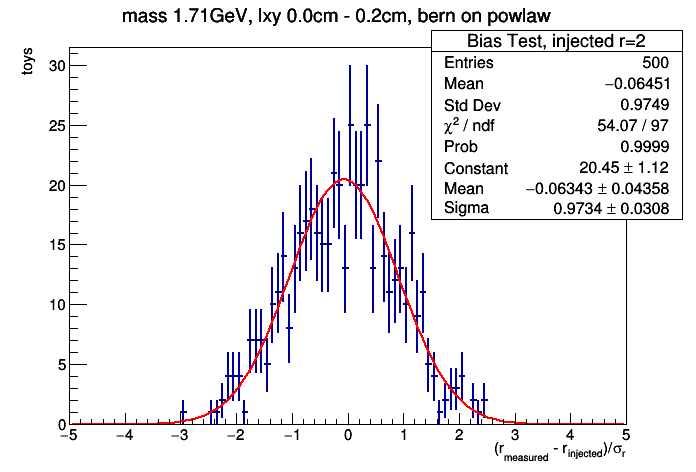 mass 1.71GeV, lxy 0.0cm - 0.2cm, bern on powlaw
Bias Test, injected r=2
Entries 500
Mean −0.06451
Std Dev 0.9749
χ² / ndf 54.07 / 97
Prob 0.9999
Constant 20.45 ± 1.12
Mean −0.06343 ± 0.04358
Sigma 0.9734 ± 0.0308
toys
30
25
20
15
10
5
0
−5 −4 −3 −2 −1 0 1 2 3 4 5
(r_measured - r_injected)/σ_r